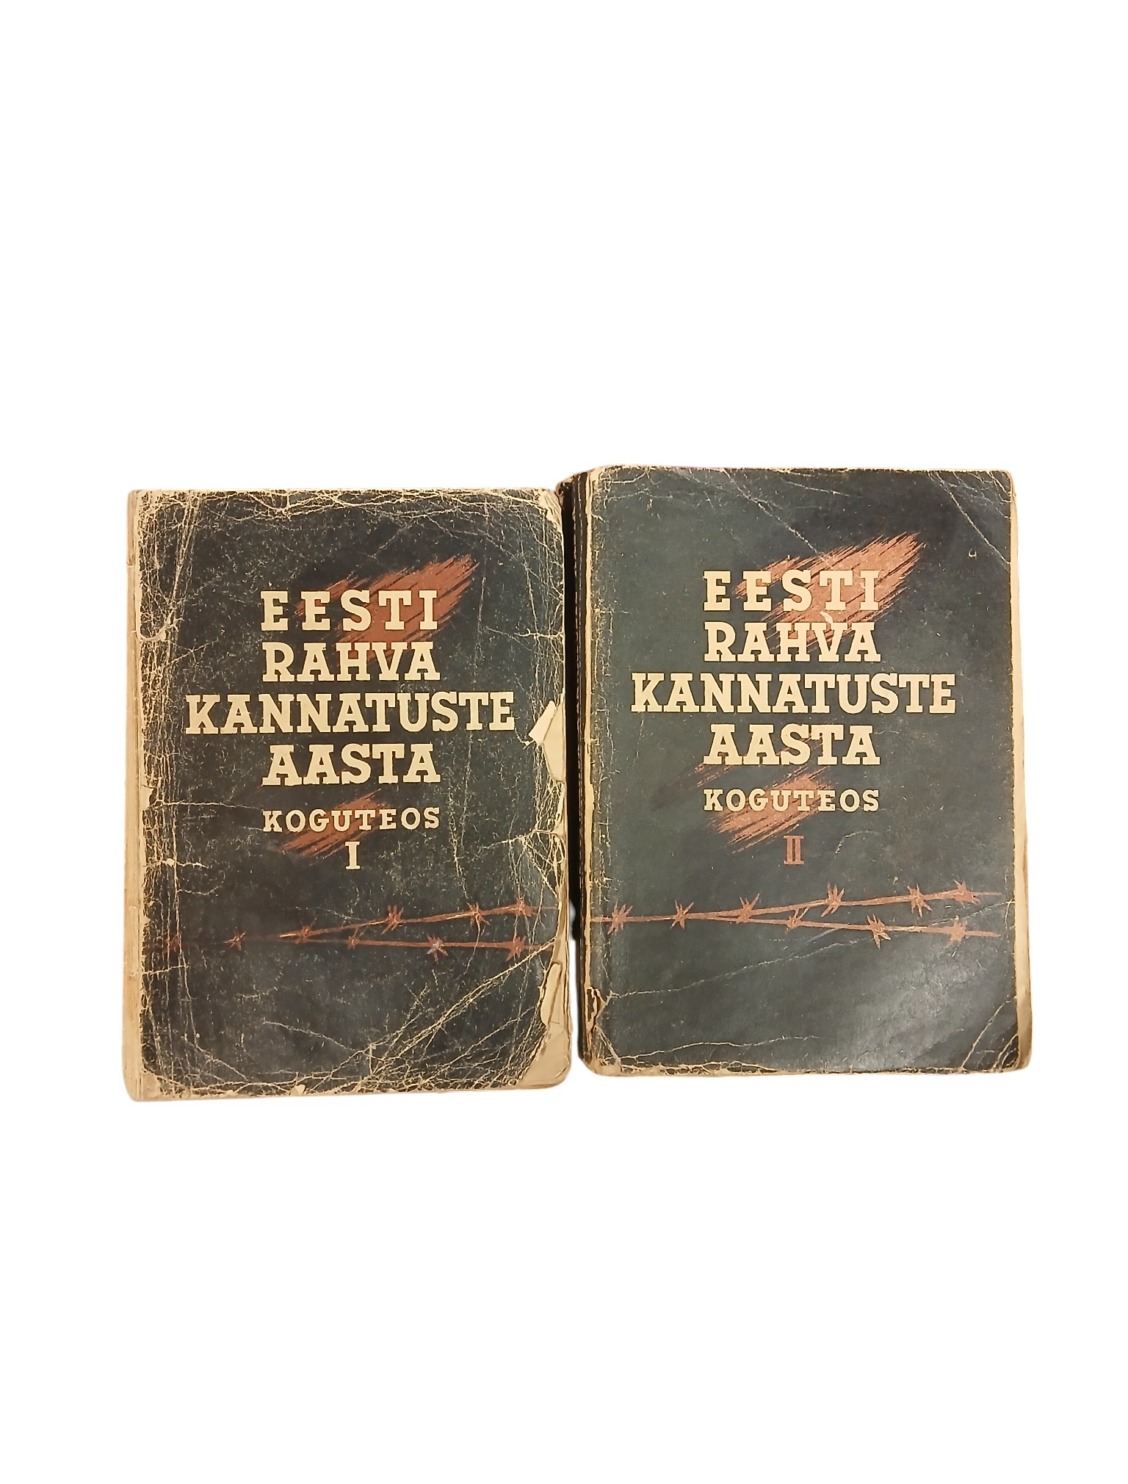 EESTI
RAHVA
KANNATUSTE
AASTA
KOGUTEOS
I
EESTI
RAHVA
KANNATUSTE
AASTA
KOGUTEOS
II